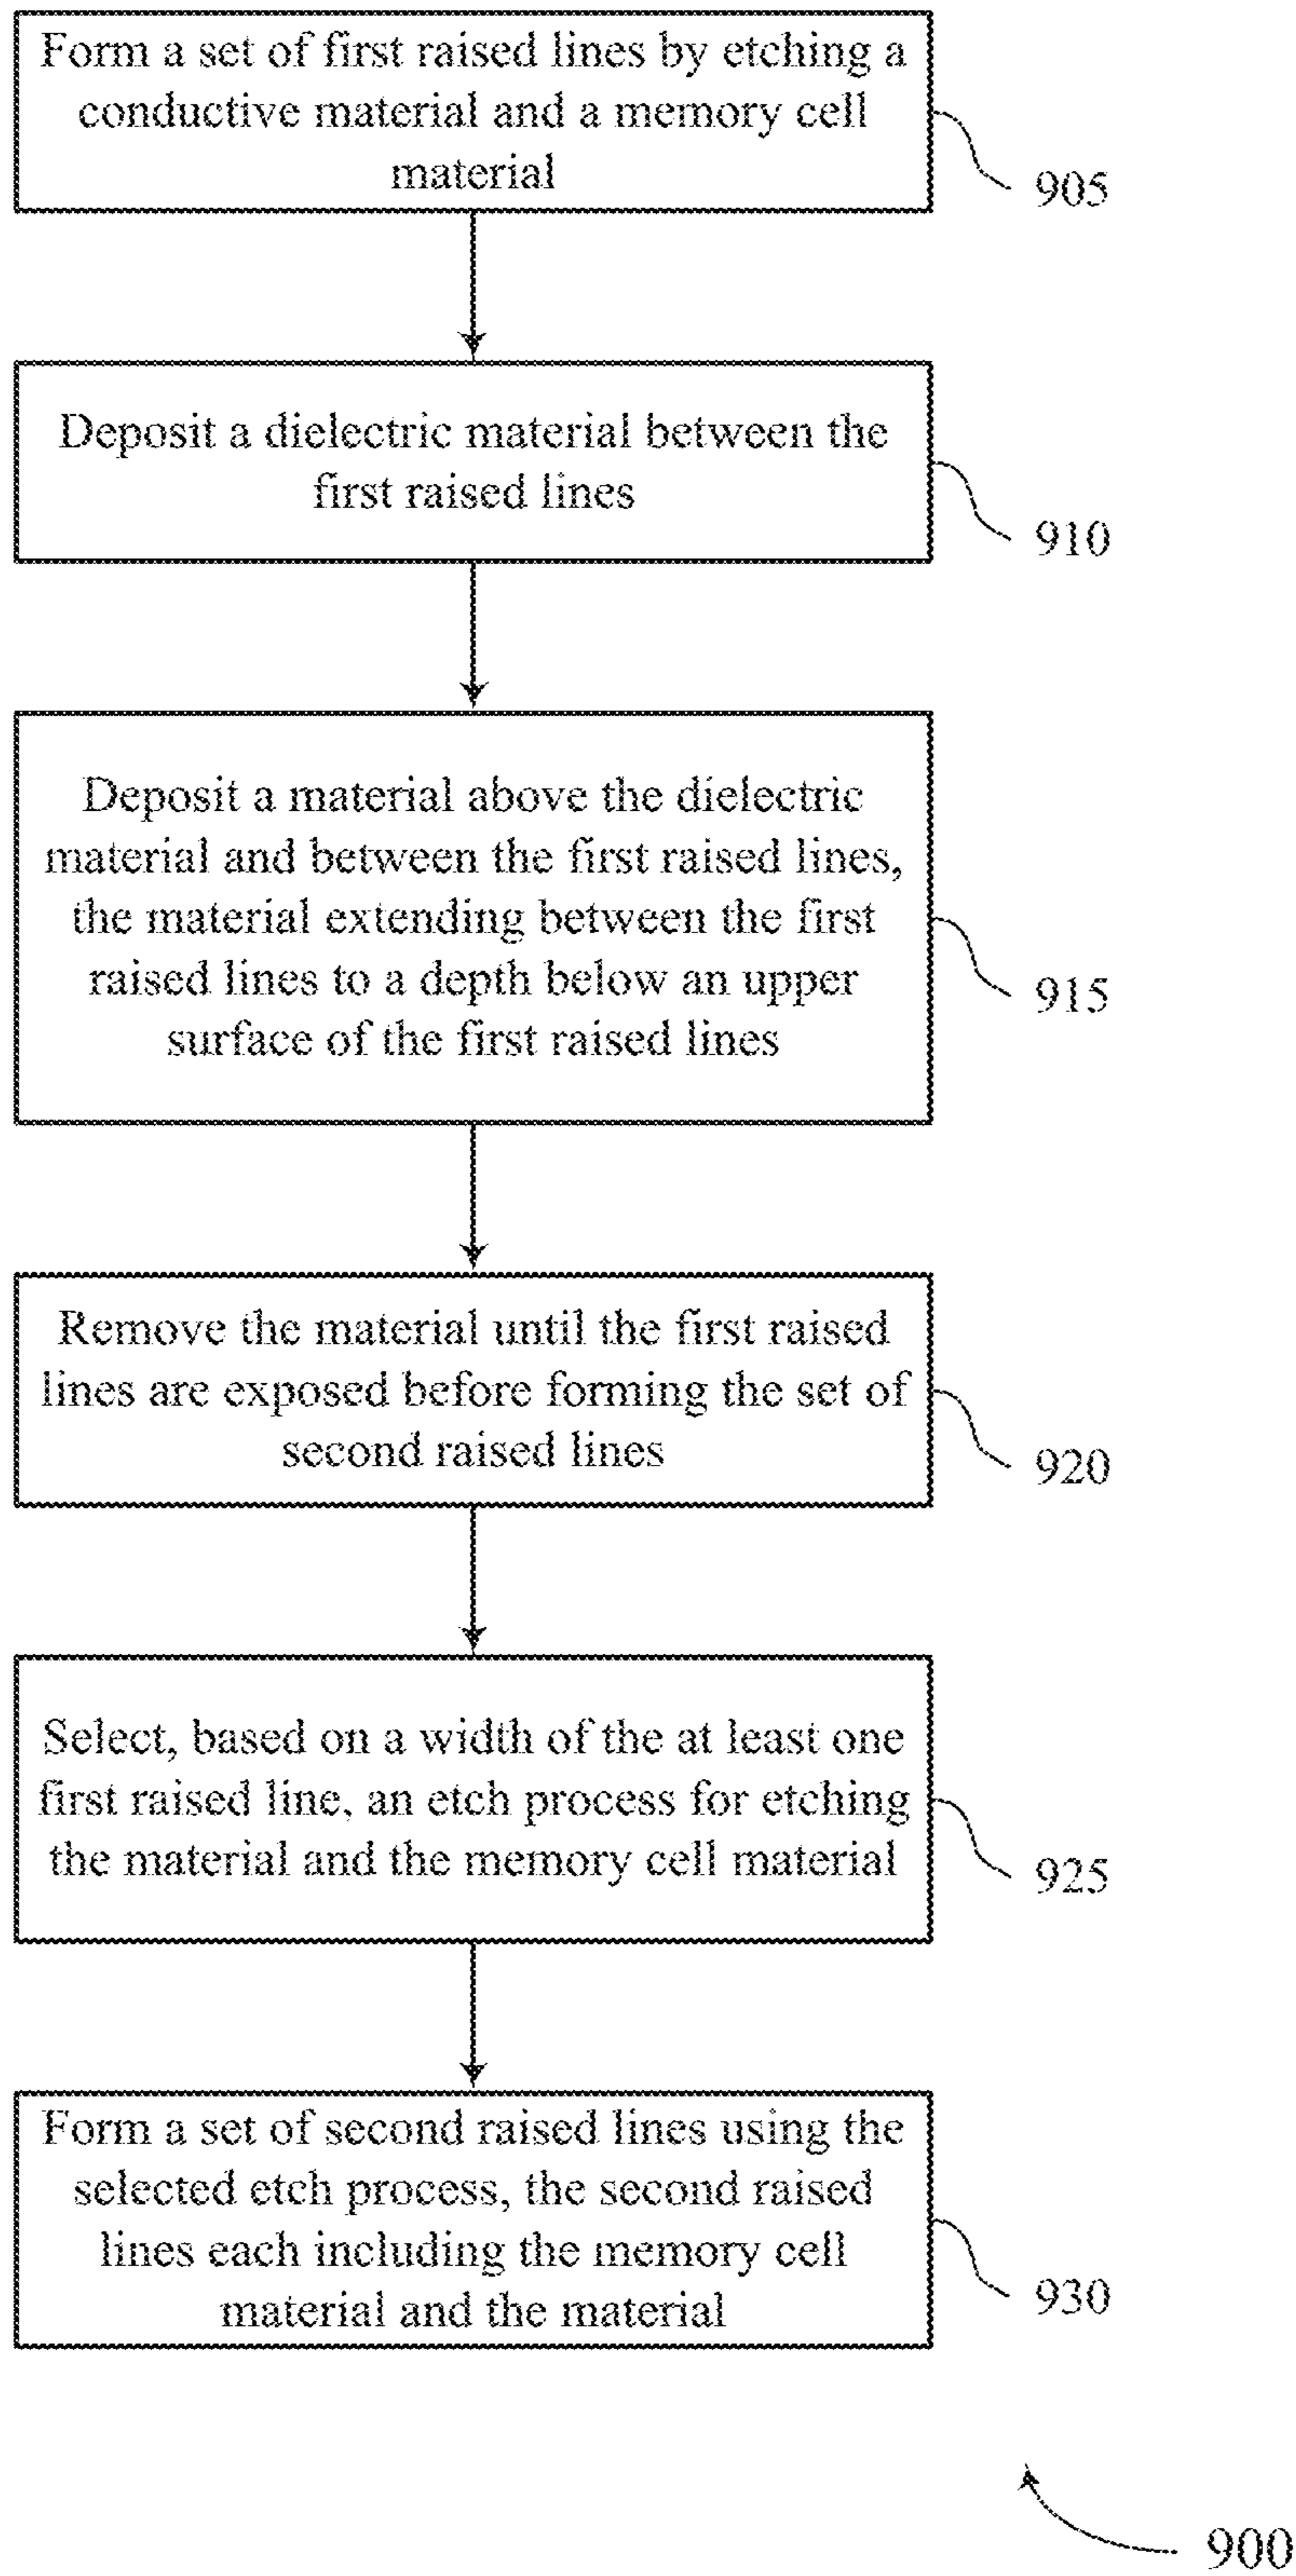 Form a set of first raised lines by etching a
conductive material and a memory cell
material
905
Deposit a dielectric material between the
first raised lines
910
Deposit a material above the dielectric
material and between the first raised lines,
the material extending between the first
raised lines to a depth below an upper
surface of the first raised lines
915
Remove the material until the first raised
lines are exposed before forming the set of
second raised lines
920
Select, based on a width of the at least one
first raised line, an etch process for etching
the material and the memory cell material
925
Form a set of second raised lines using the
selected etch process, the second raised
lines each including the memory cell
material and the material
930
900